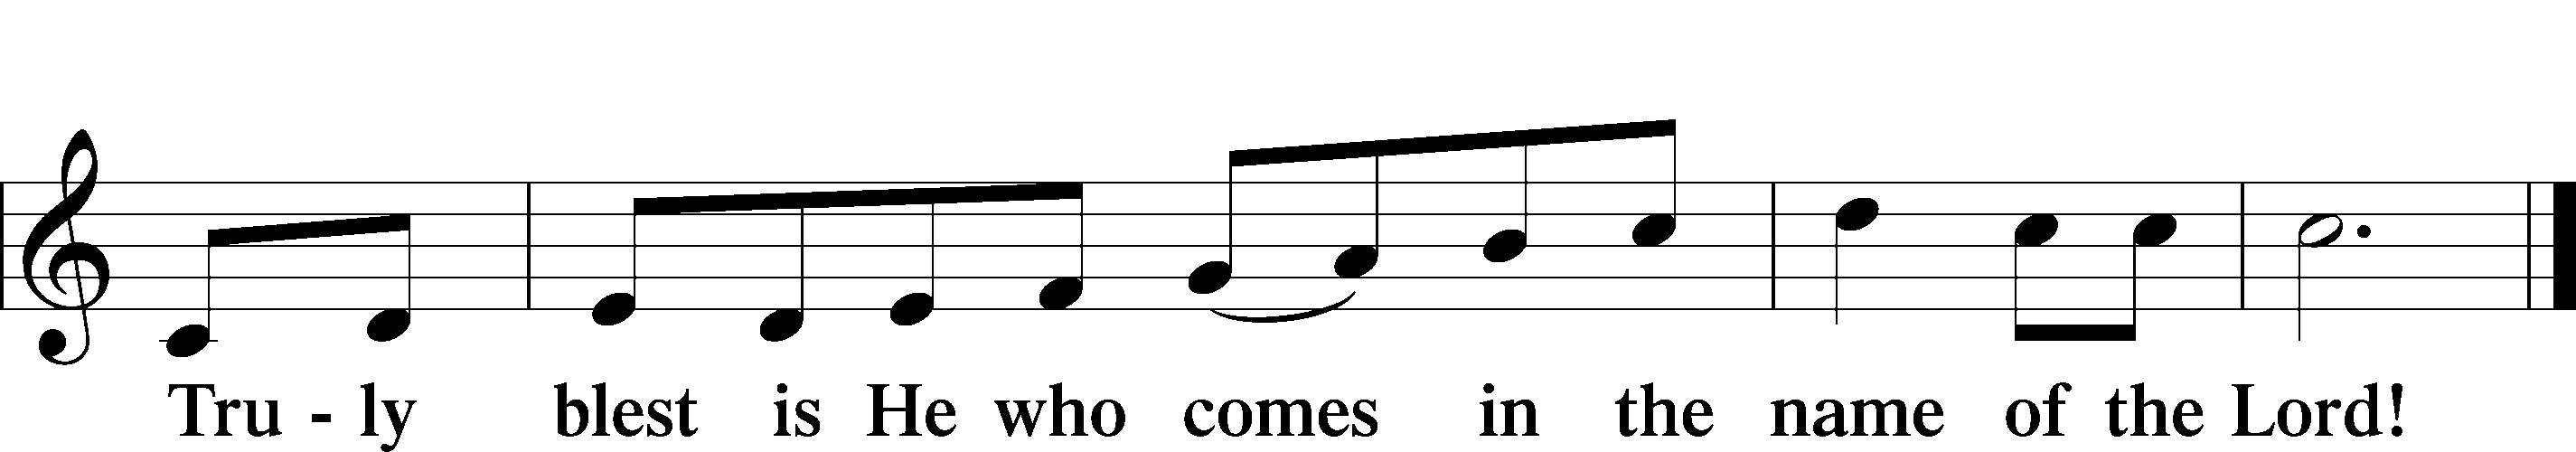 Tru - ly blest is He who comes in the name of the Lord!